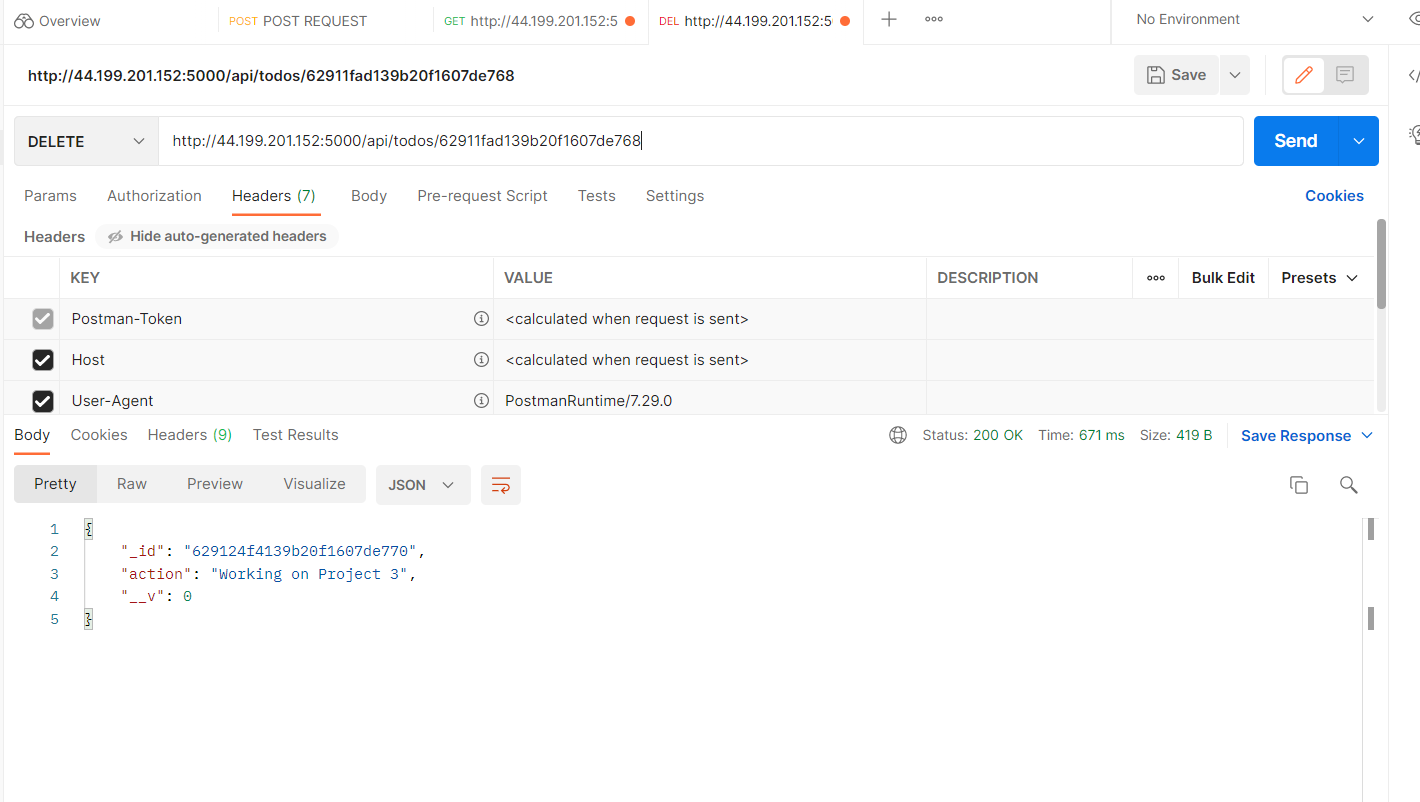 Overview
POST POST REQUEST
GET http://44.199.201.152:5
DEL http://44.199.201.152:5
No Environment
http://44.199.201.152:5000/api/todos/62911fad139b20f1607de768
Save
DELETE
http://44.199.201.152:5000/api/todos/62911fad139b20f1607de768
Send
Params Authorization Headers (7) Body Pre-request Script Tests Settings Cookies
Headers Hide auto-generated headers
KEY VALUE DESCRIPTION ooo Bulk Edit Presets
Postman-Token <calculated when request is sent>
Host <calculated when request is sent>
User-Agent PostmanRuntime/7.29.0
Body Cookies Headers (9) Test Results Status: 200 OK Time: 671 ms Size: 419 B Save Response
Pretty Raw Preview Visualize JSON
1 {
2 "_id": "629124f4139b20f1607de770",
3 "action": "Working on Project 3",
4 "__v": 0
5 }